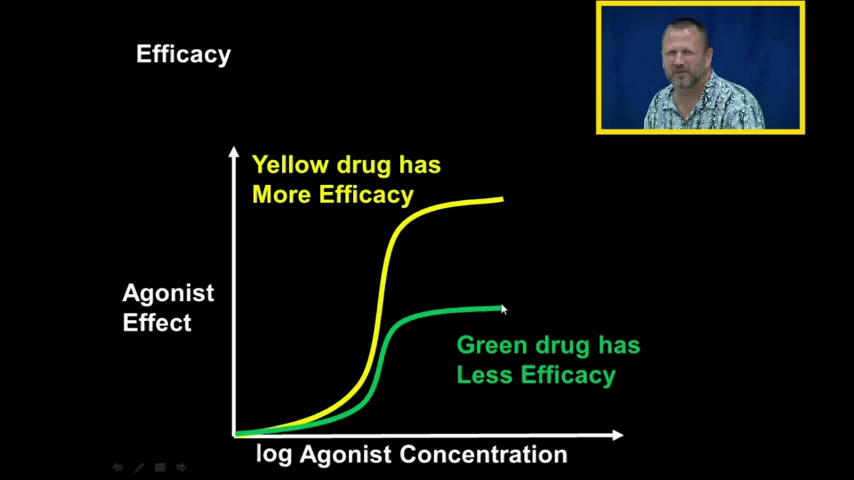 Efficacy
Yellow drug has
More Efficacy
Agonist
Effect
Green drug has
Less Efficacy
log Agonist Concentration